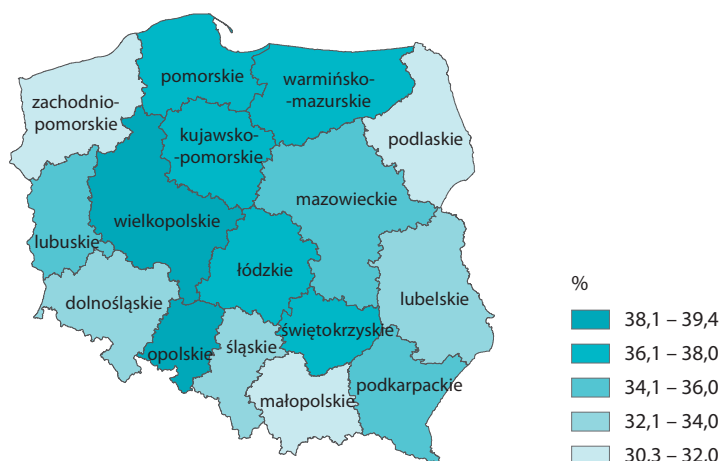 pomorskie
warmińsko-
-mazurskie
zachodnio-
pomorskie
kujawsko-
-pomorskie
podlaskie
mazowieckie
wielkopolskie
lubuskie
łódzkie
dolnośląskie
lubelskie
opolskie
śląskie
świętokrzyskie
małopolskie
podkarpackie
%
38,1 – 39,4
36,1 – 38,0
34,1 – 36,0
32,1 – 34,0
30,3 – 32,0